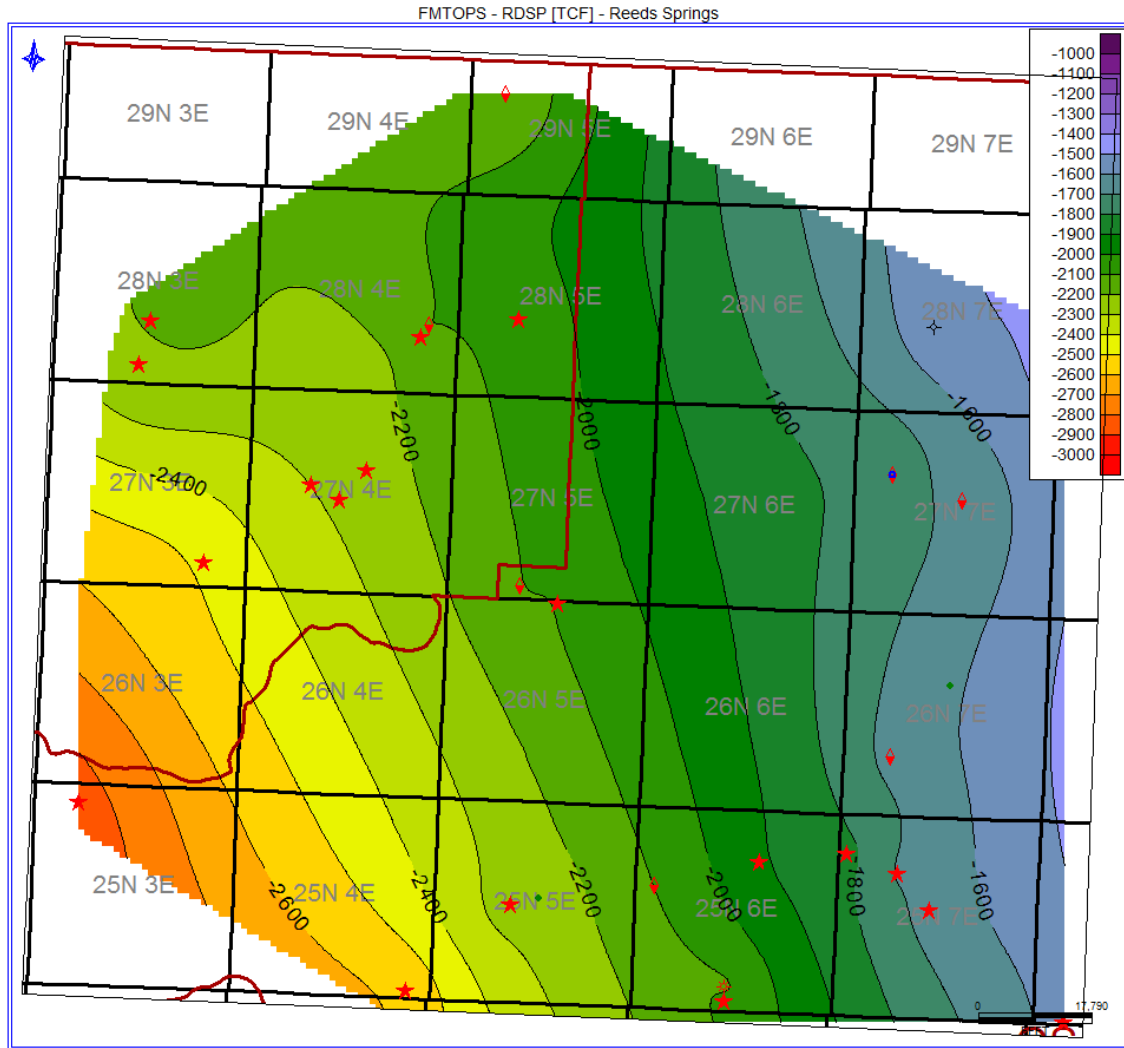 FMTOPS - RDSP [TCF] - Reeds Springs
-1000
-1100
-1200
-1300
-1400
-1500
-1600
-1700
-1800
-1900
-2000
-2100
-2200
-2300
-2400
-2500
-2600
-2700
-2800
-2900
-3000
29N 3E
29N 4E
29N 5E
29N 6E
29N 7E
28N 3E
28N 4E
28N 5E
28N 6E
28N 7E
-2200
-2000
-1800
-1600
-2400
27N 3E
27N 4E
27N 5E
27N 6E
27N 7E
26N 3E
26N 4E
26N 5E
26N 6E
26N 7E
25N 3E
25N 4E
25N 5E
25N 6E
25N 7E
-2600
-2400
-2200
-2000
-1800
-1600
0
17,790